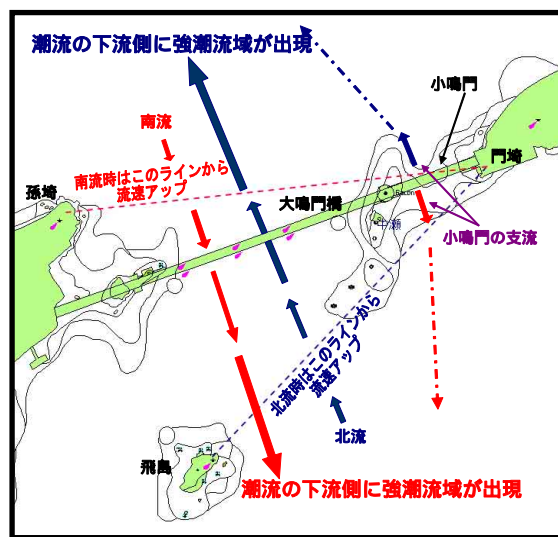 潮流の下流側に強潮流域が出現
小鳴門
南流
門埼
南流時はこのラインから
流速アップ
孫埼
大鳴門橋
中瀬
小鳴門の支流
北流時はこのラインから
流速アップ
北流
飛島
潮流の下流側に強潮流域が出現